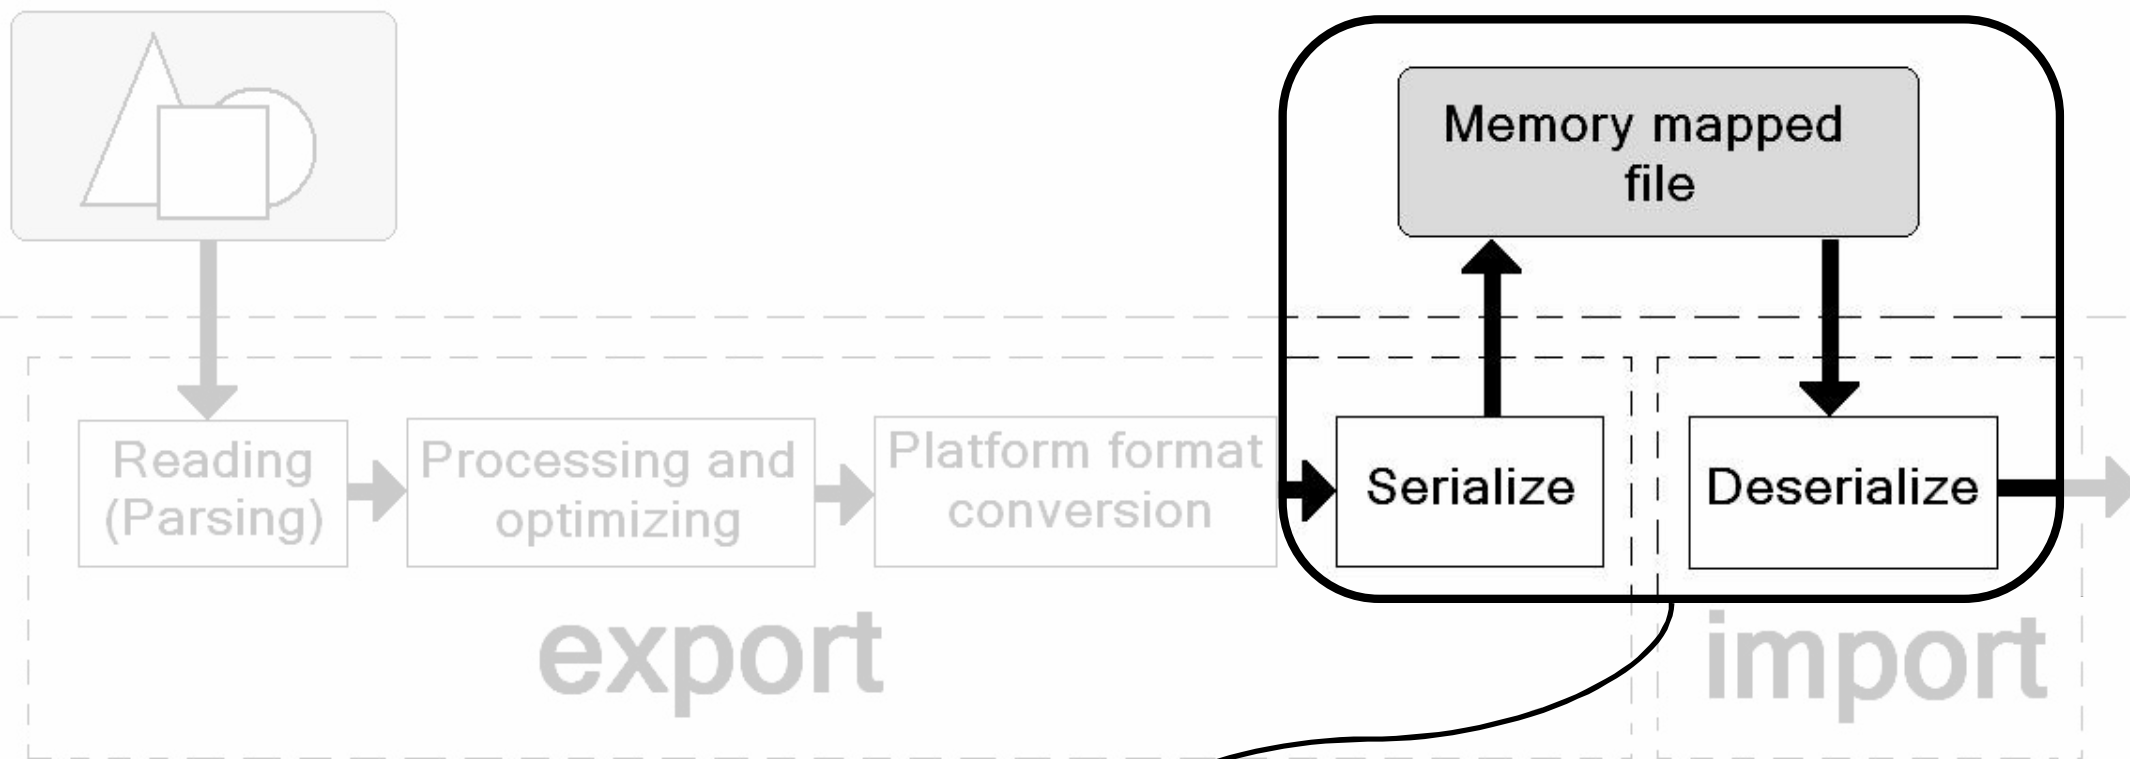 Memory mapped
file
Reading
(Parsing)
Processing and
optimizing
Platform format
conversion
Serialize
Deserialize
export
import